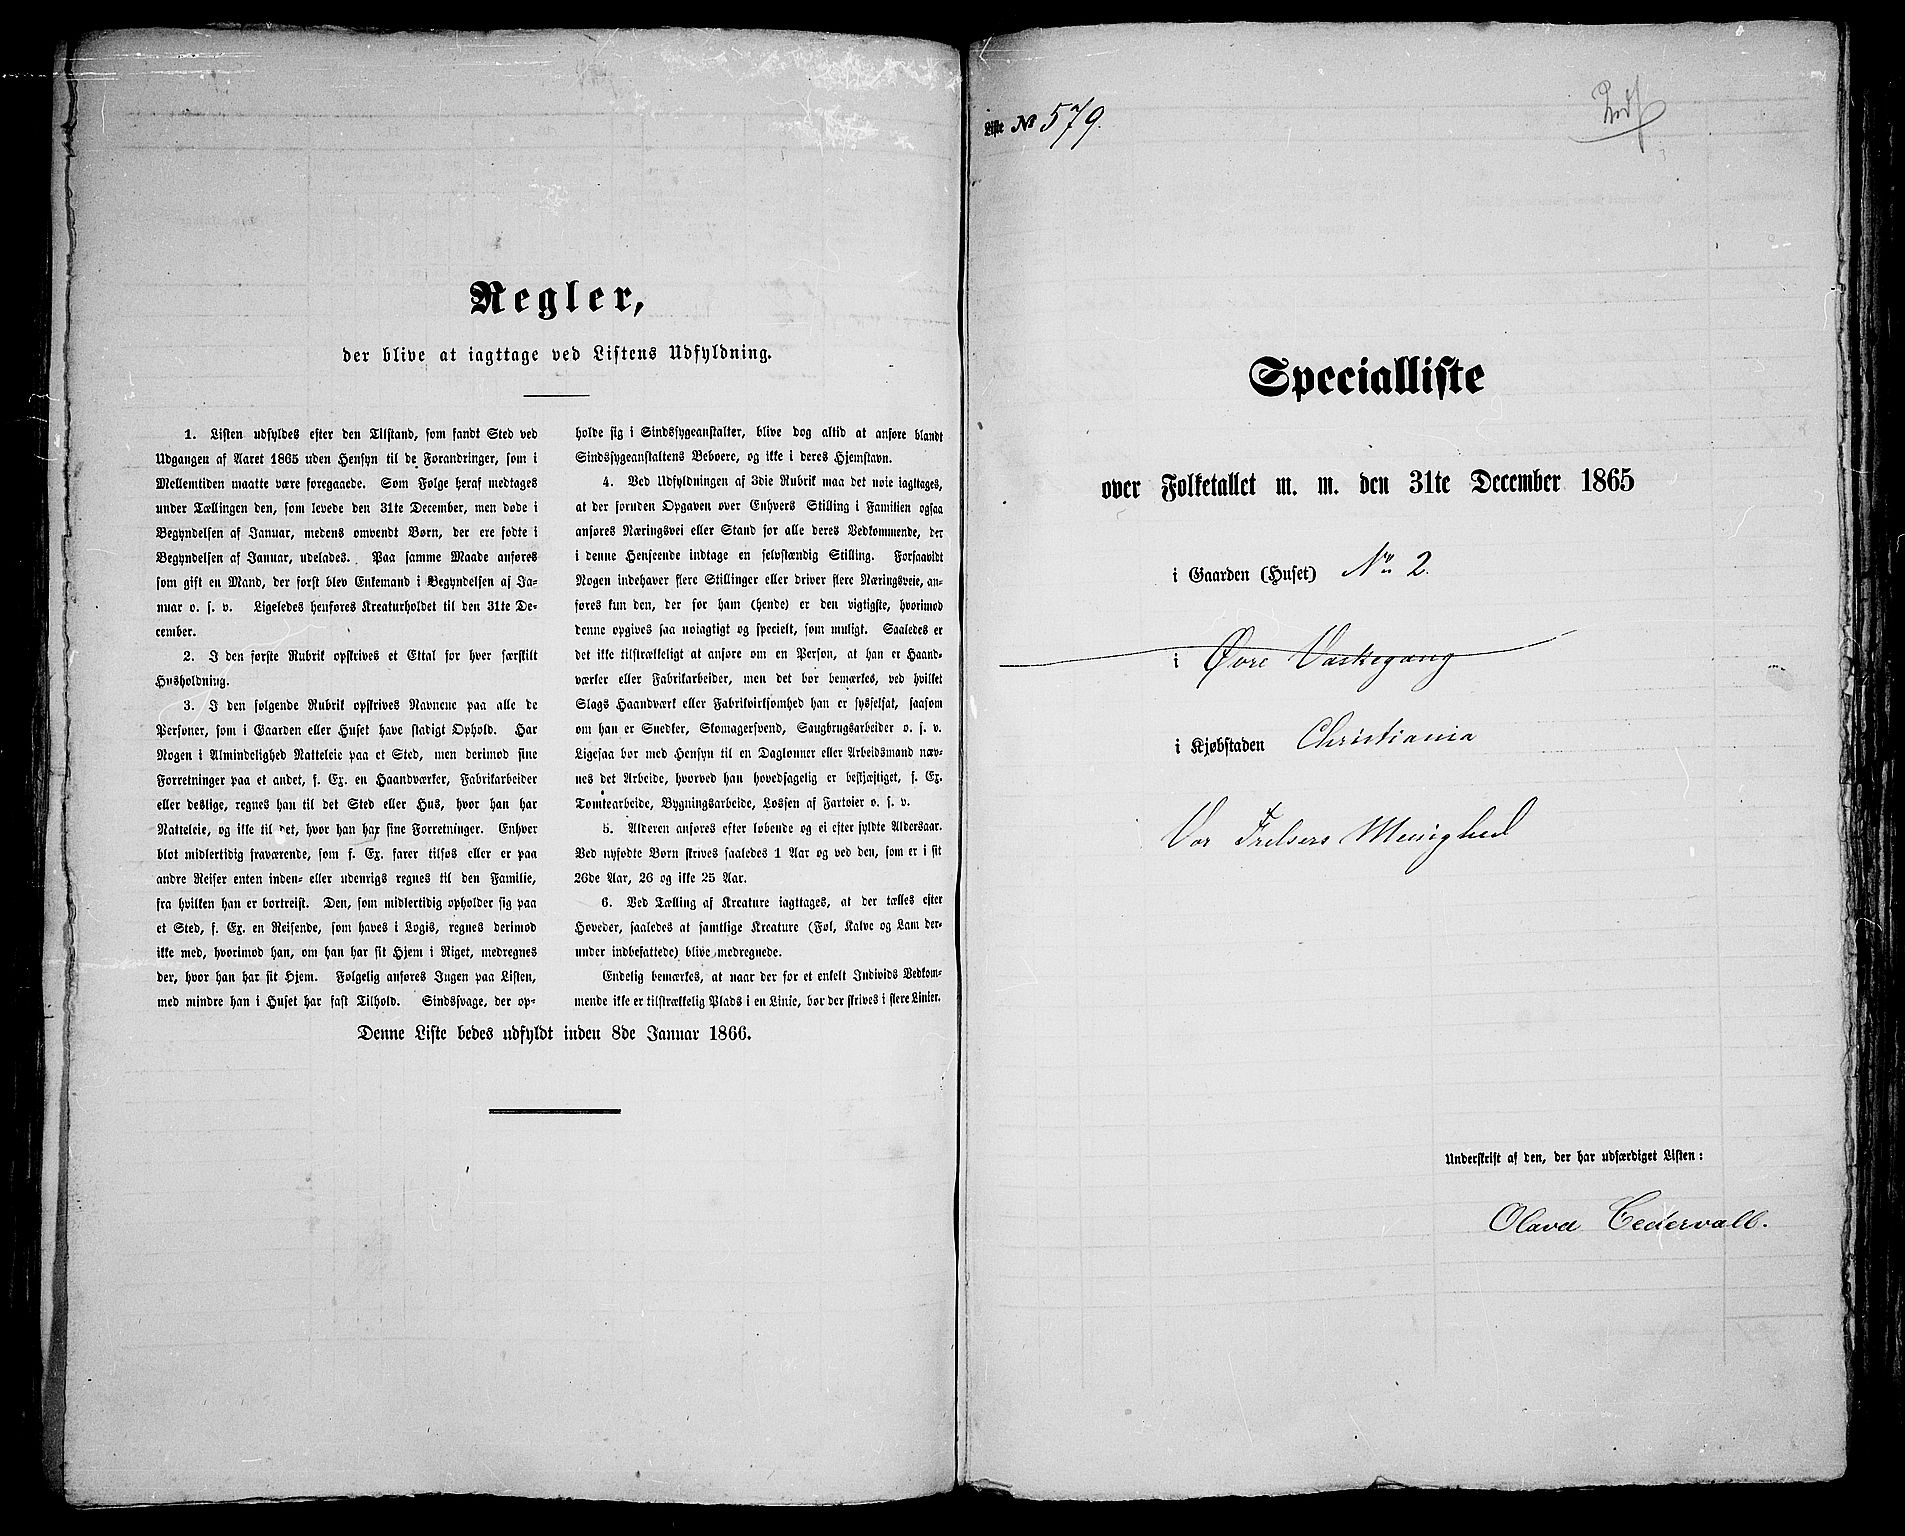 Regler,
der blive at iagttage ved Listens Udfyldning.
1. Listen udfyldes efter den Tilstand, som fandt Sted ved
Udgangen af Aaret 1865 uden Hensyn til de Forandringer, som i
Mellemtiden maatte være foregaaede. Som Følge heraf medtages
under Tællingen den, som levede den 31te December, men døde i
Begyndelsen af Januar, medens omvendt Børn, der ere fødte i
Begyndelsen af Januar, udelades. Paa samme Maade anføres
som gift en Mand, der først blev Enkemand i Begyndelsen af Ja-
nuar o. s. v. Ligeledes henføres Kreaturholdet til den 31te De-
cember.
2. I den første Rubrik opskrives et Ettal for hver særskilt
Husholdning.
3. I den følgende Rubrik opskrives Navnene paa alle de
Personer, som i Gaarden eller Huset have stadigt Ophold. Har
Nogen i Almindelighed Natteleie paa et Sted, men derimod sine
Forretninger paa et andet, f. Ex. en Haandværker, Fabrikarbeider
eller deslige, regnes han til det Sted eller Hus, hvor han har
Natteleie, og ikke til det, hvor han har sine Forretninger. Enhver
blot midlertidig fraværende, som f. Ex. farer tilsøs eller er paa
andre Reiser enten inden- eller udenrigs regnes til den Familie,
fra hvilken han er bortreist. Den, som midlertidig opholder sig paa
et Sted, f. Ex. en Reisende, som haves i Logis, regnes derimod
ikke med, hvorimod han, om han har sit Hjem i Riget, medregnes
der, hvor han har sit Hjem. Følgelig anføres Ingen paa Listen,
med mindre han i Huset har fast Tilhold. Sindssvage, der op-
holde sig i Sindssygeanstalter, blive dog altid at anføre blandt
Sindssygeanstaltens Beboere, og ikke i deres Hjemstavn.
4. Ved Udfyldningen af 3die Rubrik maa det nøie iagttages,
at der foruden Opgaven over Enhvers Stilling i Familien ogsaa
anføres Næringsvei eller Stand for alle deres Vedkommende, der
i denne Henseende indtage en selvstændig Stilling. Forsaavidt
Nogen indehaver flere Stillinger eller driver flere Næringsveie, an-
føres kun den, der for ham (hende) er den vigtigste, hvorimod
denne opgives saa nøiagtigt og specielt, som muligt. Saaledes er
det ikke tilstrækkeligt at anføre om en Person, at han er Haand-
værker eller Fabrikarbeider, men det bør bemærkes, ved hvilket
Slags Haandværk eller Fabrikvirksomhed han er sysselsat, saasom
om han er Snedker, Skomagersvend, Saugbrugsarbeider o. s. v.
Ligesaa bør med Hensyn til en Daglønner eller Arbeidsmand næv-
nes det Arbeide, hvorved han hovedsagelig er beskjæftiget, f. Ex.
Tomtearbeide, Bygningsarbeide, Lossen af Fartøier o. s. v.
5. Alderen anføres efter løbende og ei efter fyldte Aldersaar.
Ved nyfødte Børn skrives saaledes 1 Aar og ved den, som er i sit
26de Aar, 26 og ikke 25 Aar.
6. Ved Tælling af Kreature iagttages, at der tælles efter
Hoveder, saaledes at samtlige Kreature (Føl, Kalve og Lam der-
under indbefattede) blive medregnede.
Endelig bemærkes, at naar der for et enkelt Individs Vedkom-
mende ikke er tilstrækkelig Plads i en Linie, bør der skrives i flere Linier.
Denne Liste bedes udfyldt inden 8de Januar 1866.
Liste № 579.
Specialliste
over Folketallet m. m. den 31te December 1865
i Gaarden (Huset) No 2.
i Øvre Vaskegang
i Kjøbstaden Christiania
Vor Frelsers Menighed
Underskrift af den, der har udfærdiget Listen:
Olava Cedervall.